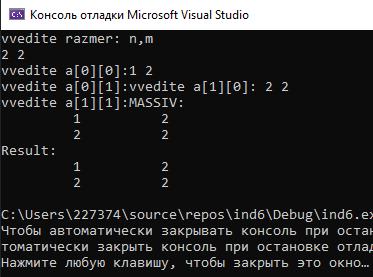 Консоль отладки Microsoft Visual Studio
vvedite razmer: n,m
2 2
vvedite a[0][0]:1 2
vvedite a[0][1]:vvedite a[1][0]: 2 2
vvedite a[1][1]:MASSIV:
1 2
2 2
Result:
1 2
2 2
C:\Users\227374\source\repos\ind6\Debug\ind6.ex
Чтобы автоматически закрывать консоль при остан
томатически закрыть консоль при остановке отлад
Нажмите любую клавишу, чтобы закрыть это окно…